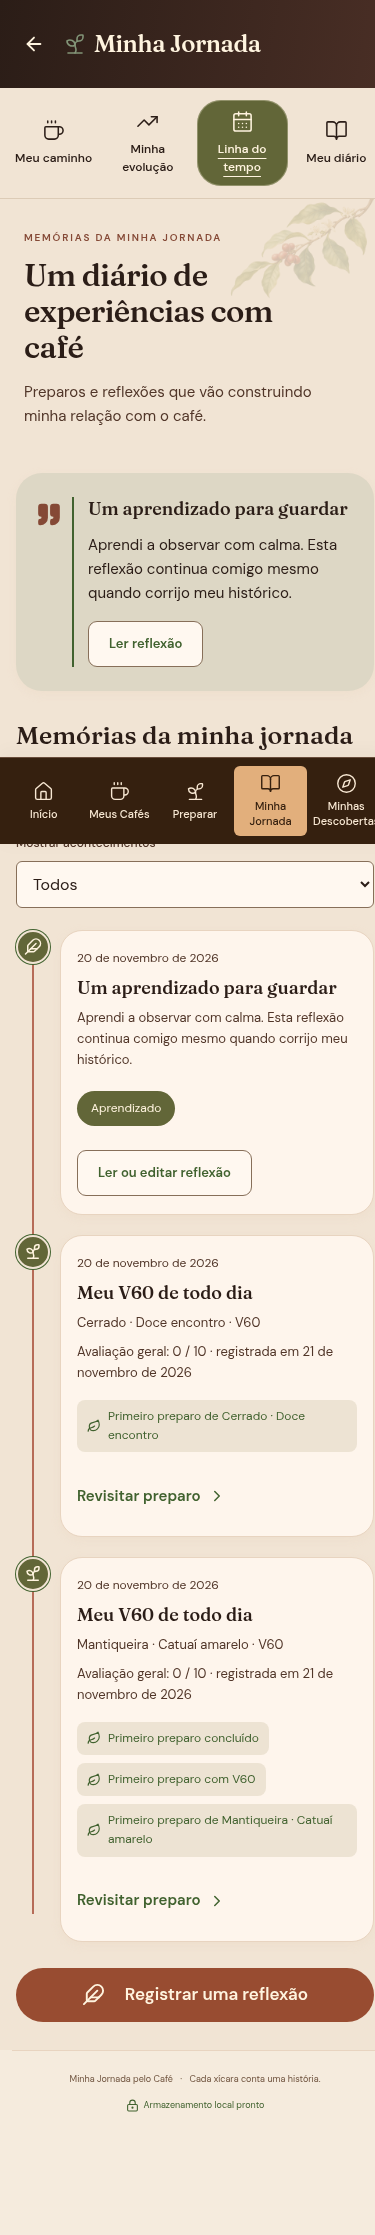 Minha Jornada
Meu caminho
Minha
evolução
Linha do
tempo
Meu diário
MEMÓRIAS DA MINHA JORNADA
Um diário de
experiências com
café
Preparos e reflexões que vão construindo
minha relação com o café.
Um aprendizado para guardar
Aprendi a observar com calma. Esta
reflexão continua comigo mesmo
quando corrijo meu histórico.
Ler reflexão
Memórias da minha jornada
Início
Meus Cafés
Preparar
Minha
Jornada
Minhas
Descobertas
Mostrar acontecimentos
Todos
20 de novembro de 2026
Um aprendizado para guardar
Aprendi a observar com calma. Esta reflexão
continua comigo mesmo quando corrijo meu
histórico.
Aprendizado
Ler ou editar reflexão
20 de novembro de 2026
Meu V60 de todo dia
Cerrado · Doce encontro · V60
Avaliação geral: 0 / 10 · registrada em 21 de
novembro de 2026
Primeiro preparo de Cerrado · Doce
encontro
Revisitar preparo
20 de novembro de 2026
Meu V60 de todo dia
Mantiqueira · Catuaí amarelo · V60
Avaliação geral: 0 / 10 · registrada em 21 de
novembro de 2026
Primeiro preparo concluído
Primeiro preparo com V60
Primeiro preparo de Mantiqueira · Catuaí
amarelo
Revisitar preparo
Registrar uma reflexão
Minha Jornada pelo Café · Cada xícara conta uma história.
Armazenamento local pronto